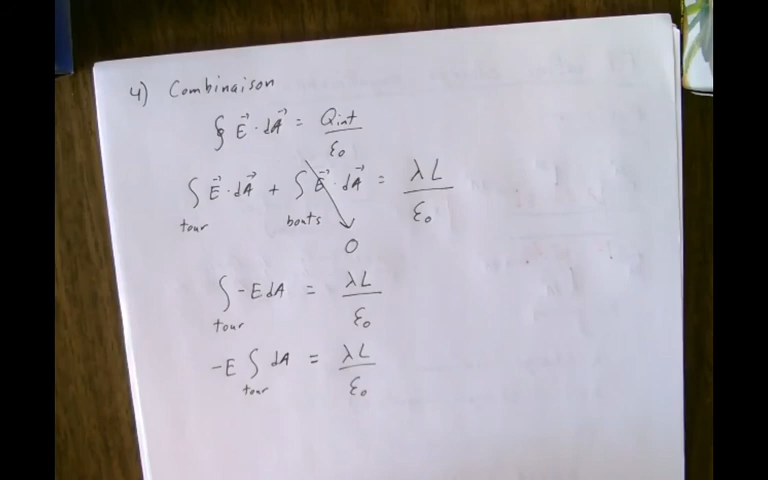 4) Combinaison
∮ E⃗ · dA⃗ = Qint / ε₀
∫ E⃗ · dA⃗ + ∫ E⃗ · dA⃗ = λL / ε₀
tour bouts
0
∫ -E dA = λL / ε₀
tour
-E ∫ dA = λL / ε₀
tour